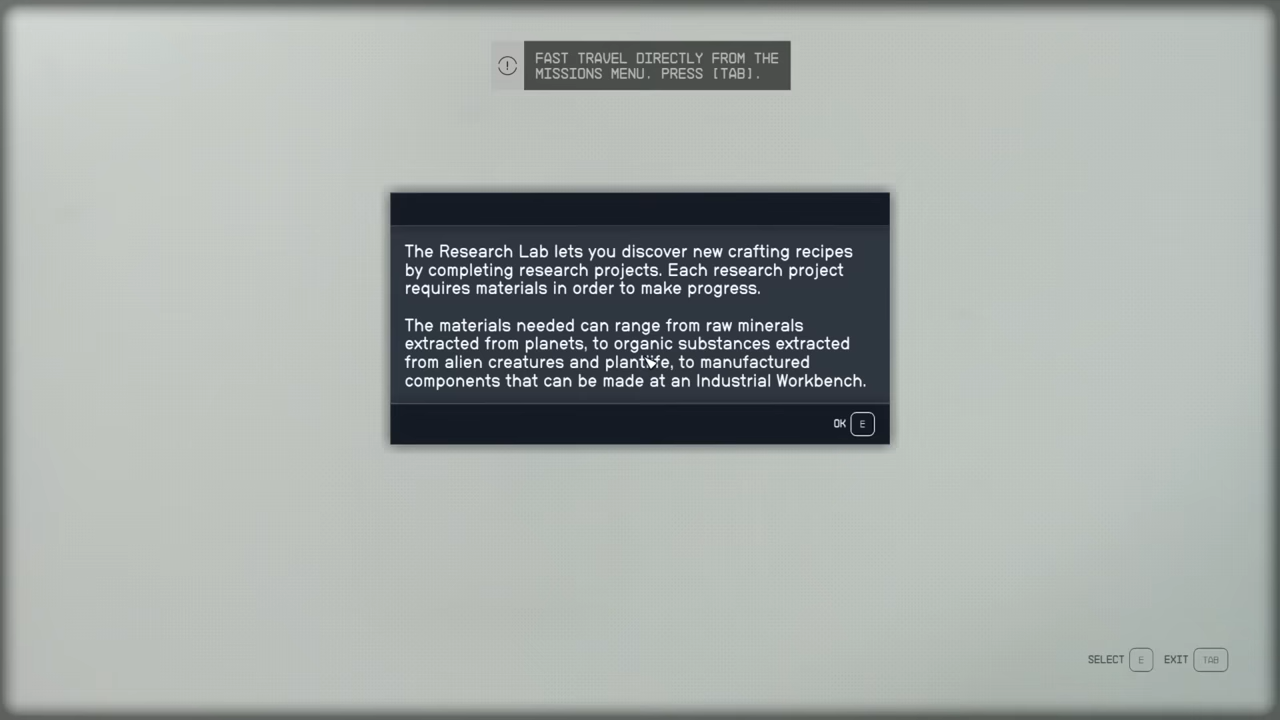 FAST TRAVEL DIRECTLY FROM THE
MISSIONS MENU. PRESS [TAB].
The Research Lab lets you discover new crafting recipes
by completing research projects. Each research project
requires materials in order to make progress.
The materials needed can range from raw minerals
extracted from planets, to organic substances extracted
from alien creatures and plantlife, to manufactured
components that can be made at an Industrial Workbench.
OK E
SELECT E EXIT TAB